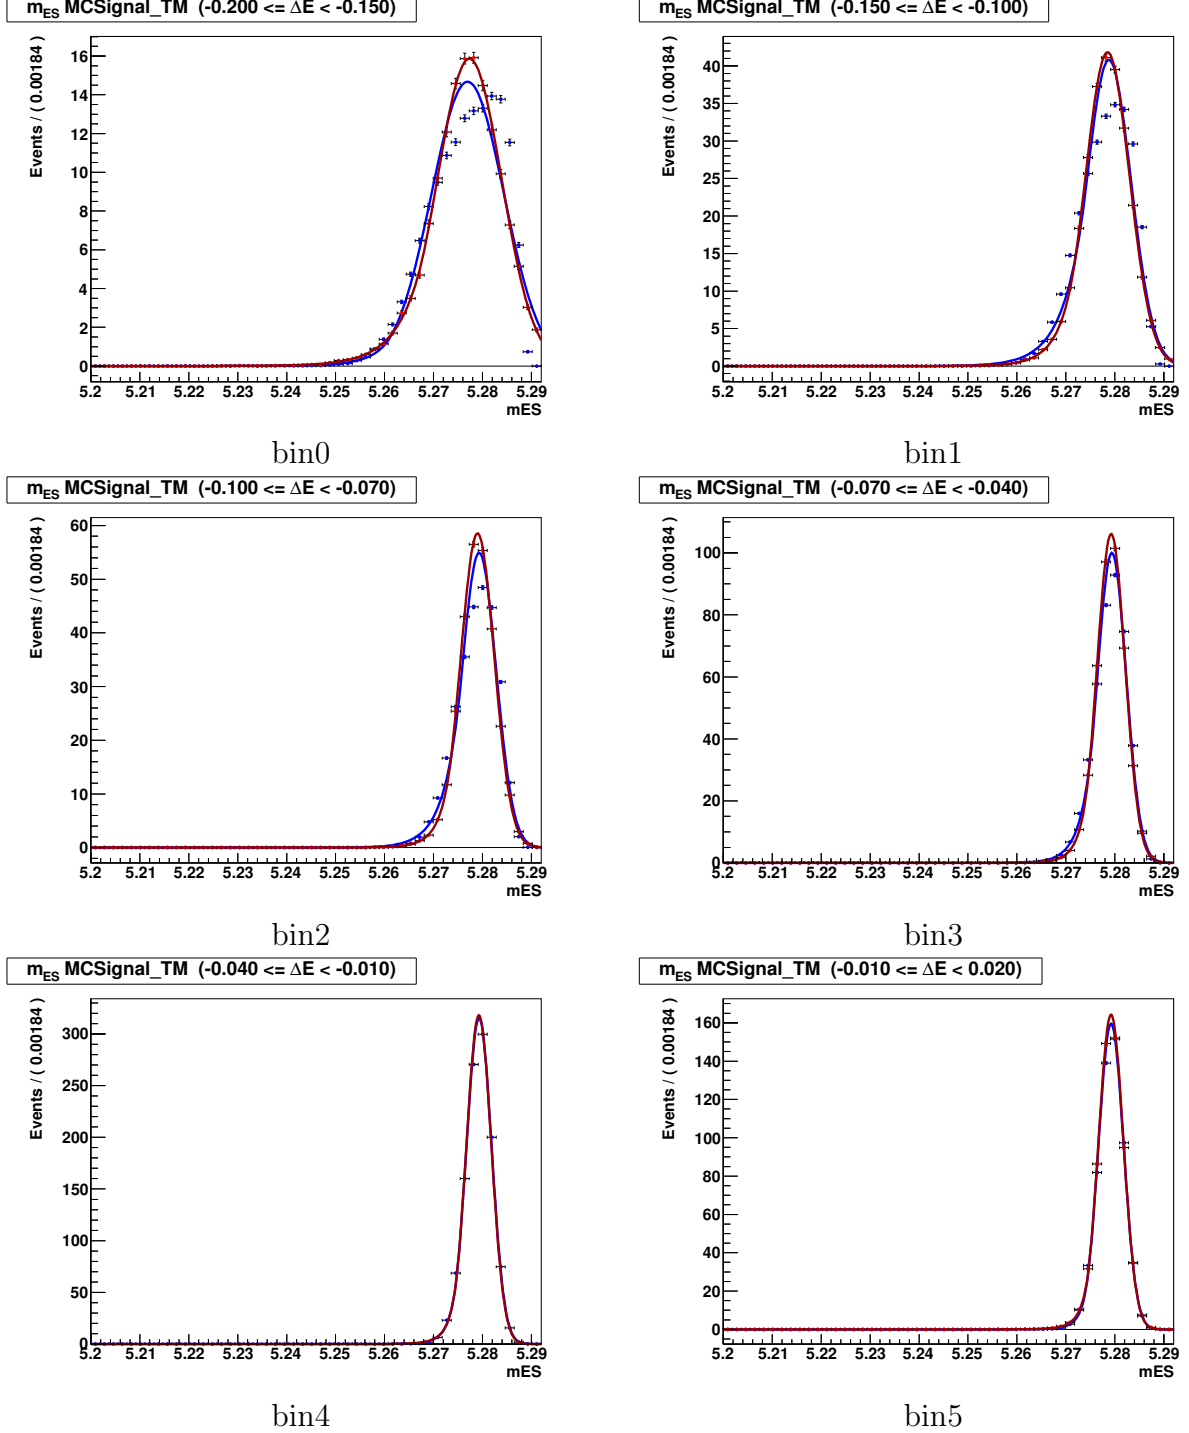 m_ES MCSignal_TM (-0.200 <= ΔE < -0.150)
m_ES MCSignal_TM (-0.150 <= ΔE < -0.100)
Events / ( 0.00184 )
16
14
12
10
8
6
4
2
0
5.2 5.21 5.22 5.23 5.24 5.25 5.26 5.27 5.28 5.29
mES
bin0
Events / ( 0.00184 )
40
35
30
25
20
15
10
5
0
5.2 5.21 5.22 5.23 5.24 5.25 5.26 5.27 5.28 5.29
mES
bin1
m_ES MCSignal_TM (-0.100 <= ΔE < -0.070)
m_ES MCSignal_TM (-0.070 <= ΔE < -0.040)
Events / ( 0.00184 )
60
50
40
30
20
10
0
5.2 5.21 5.22 5.23 5.24 5.25 5.26 5.27 5.28 5.29
mES
bin2
Events / ( 0.00184 )
100
80
60
40
20
0
5.2 5.21 5.22 5.23 5.24 5.25 5.26 5.27 5.28 5.29
mES
bin3
m_ES MCSignal_TM (-0.040 <= ΔE < -0.010)
m_ES MCSignal_TM (-0.010 <= ΔE < 0.020)
Events / ( 0.00184 )
300
250
200
150
100
50
0
5.2 5.21 5.22 5.23 5.24 5.25 5.26 5.27 5.28 5.29
mES
bin4
Events / ( 0.00184 )
160
140
120
100
80
60
40
20
0
5.2 5.21 5.22 5.23 5.24 5.25 5.26 5.27 5.28 5.29
mES
bin5